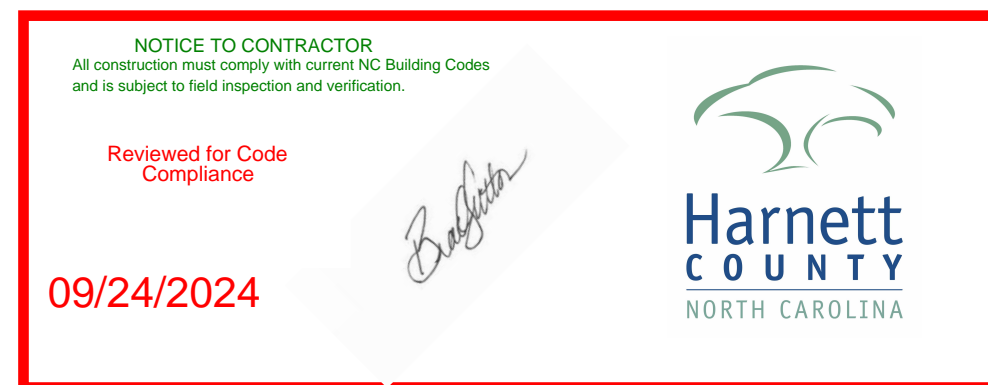 NOTICE TO CONTRACTOR
All construction must comply with current NC Building Codes
and is subject to field inspection and verification.
Reviewed for Code
Compliance
09/24/2024
Harnett
COUNTY
NORTH CAROLINA